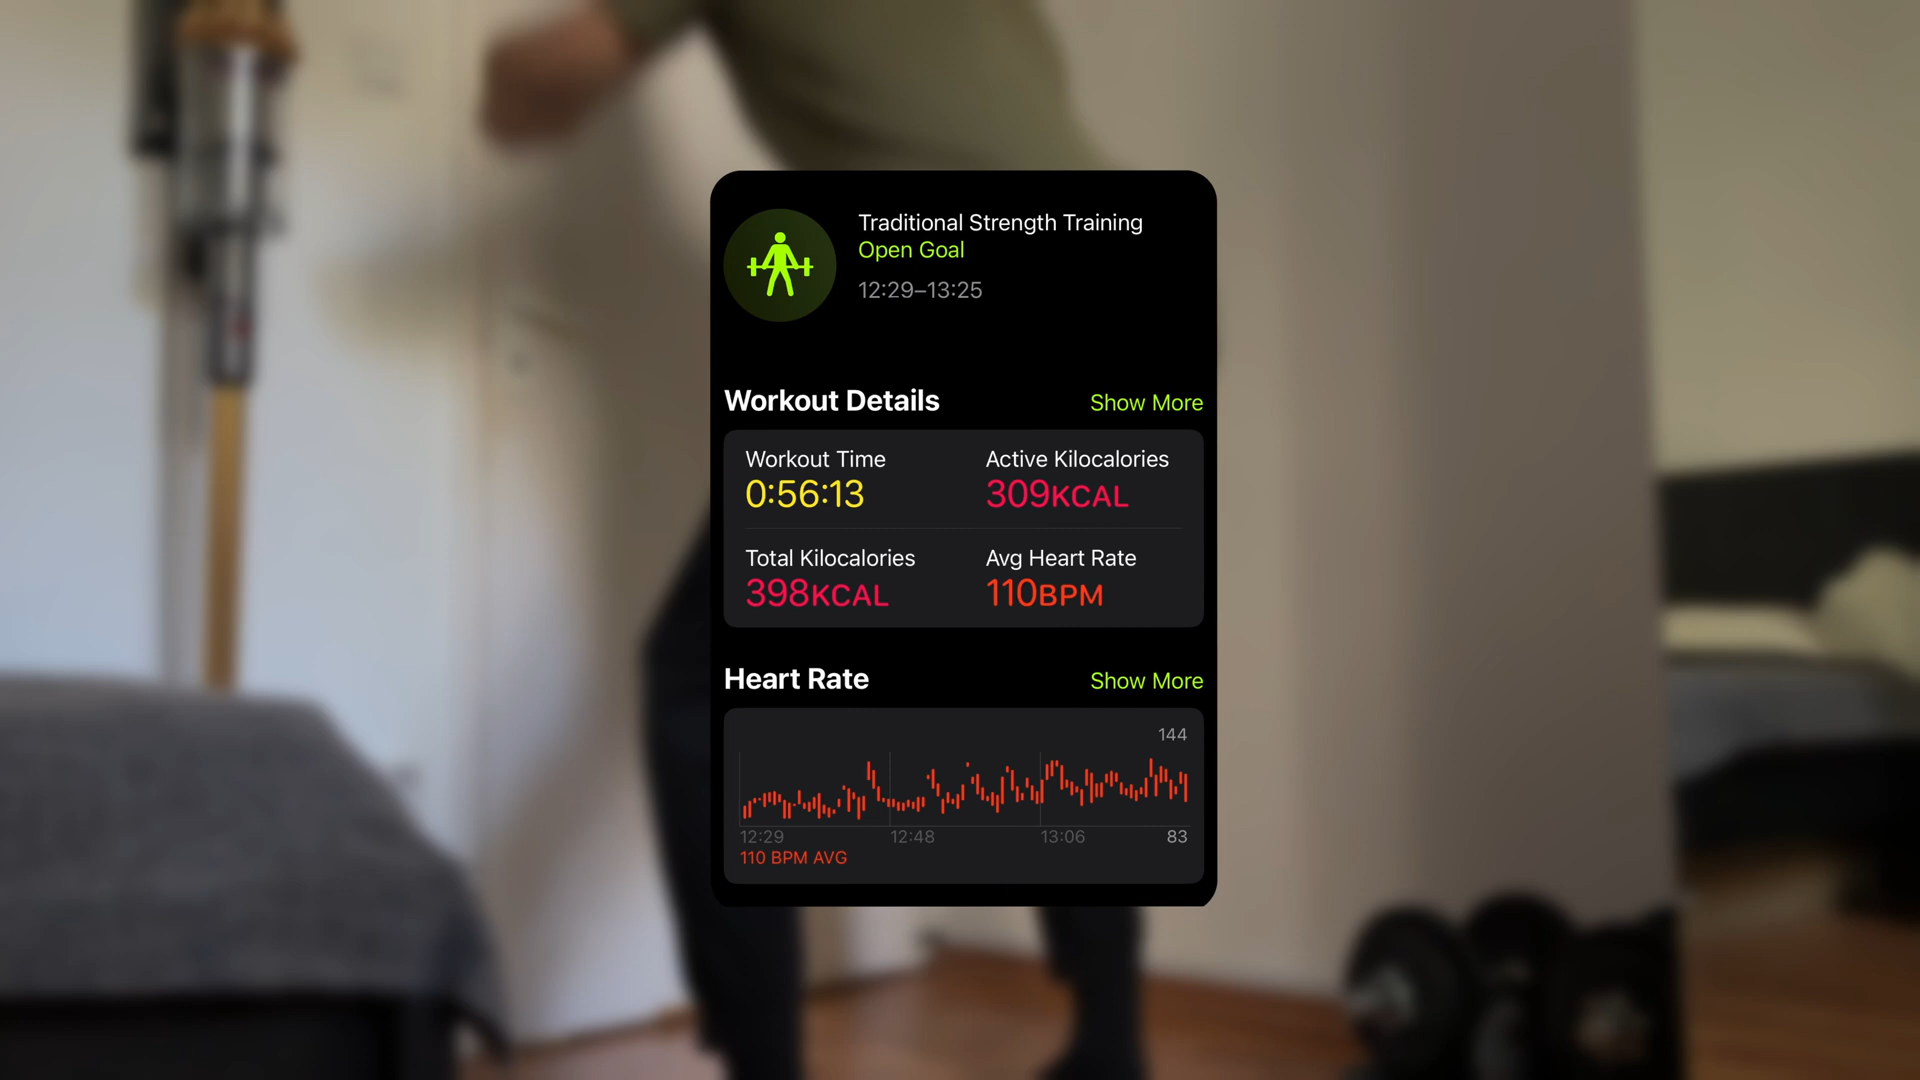 Traditional Strength Training
Open Goal
12:29–13:25
Workout Details
Show More
Workout Time
Active Kilocalories
0:56:13
309KCAL
Total Kilocalories
Avg Heart Rate
398KCAL
110BPM
Heart Rate
Show More
144
12:29
12:48
13:06
83
110 BPM AVG